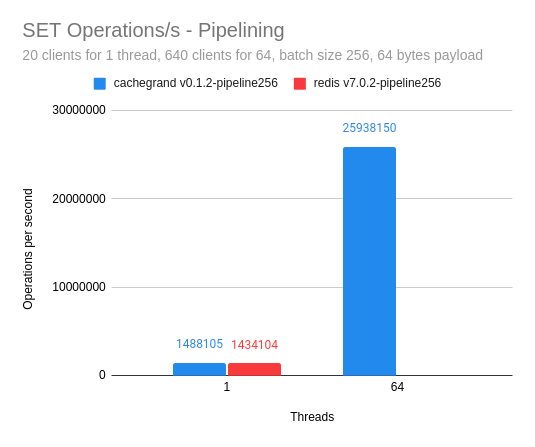 SET Operations/s - Pipelining
20 clients for 1 thread, 640 clients for 64, batch size 256, 64 bytes payload
cachegrand v0.1.2-pipeline256 redis v7.0.2-pipeline256
30000000
25938150
20000000
Operations per second
10000000
1488105 1434104
0
1 64
Threads